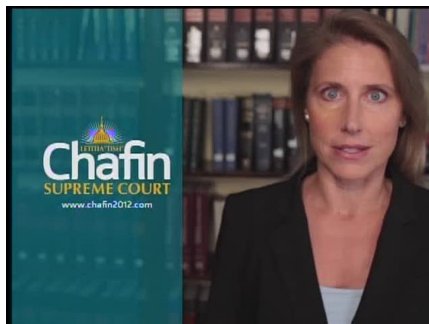 LETITIA "TISH"
Chafin
SUPREME COURT
www.chafin2012.com